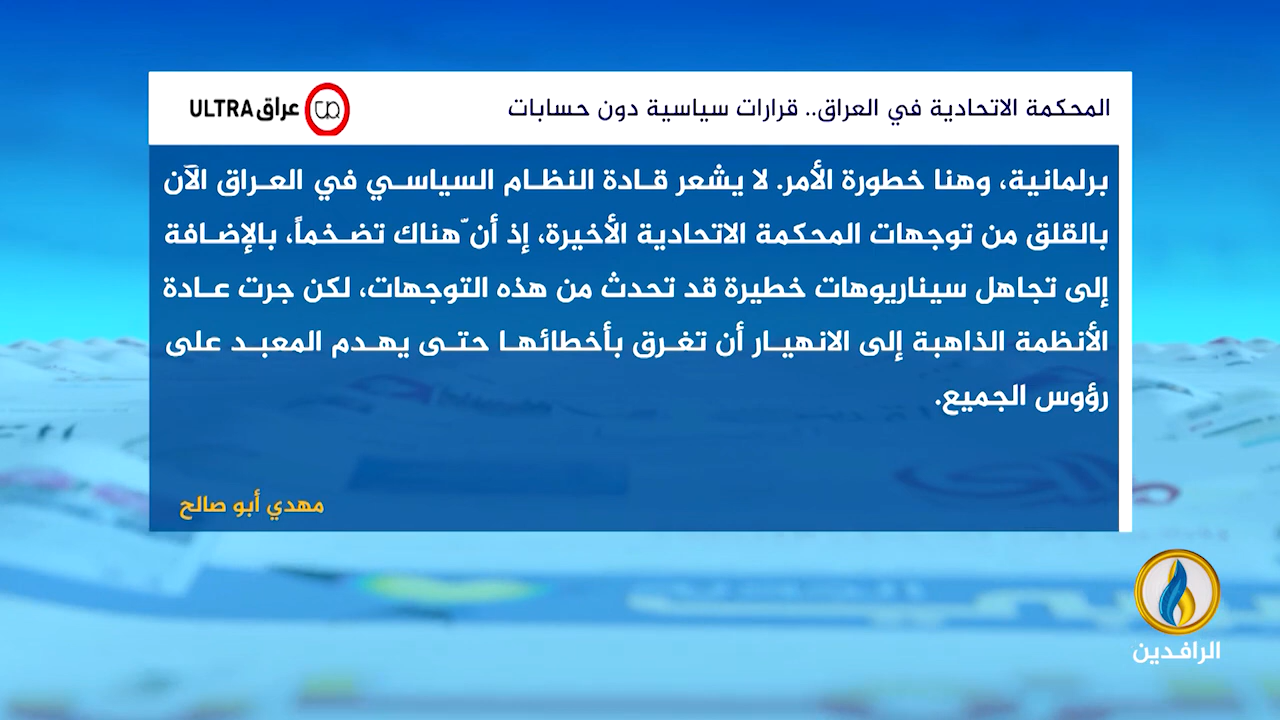 المحكمة الاتحادية في العراق.. قرارات سياسية دون حسابات
ULTRA عراق
برلمانية، وهنا خطورة الأمر. لا يشعر قادة النظام السياسي في العراق الآن
بالقلق من توجهات المحكمة الاتحادية الأخيرة، إذ أنّ هناك تضخماً، بالإضافة
إلى تجاهل سيناريوهات خطيرة قد تحدث من هذه التوجهات، لكن جرت عادة
الأنظمة الذاهبة إلى الانهيار أن تغرق بأخطائها حتى يهدم المعبد على
رؤوس الجميع.
مهدي أبو صالح
الرافدين